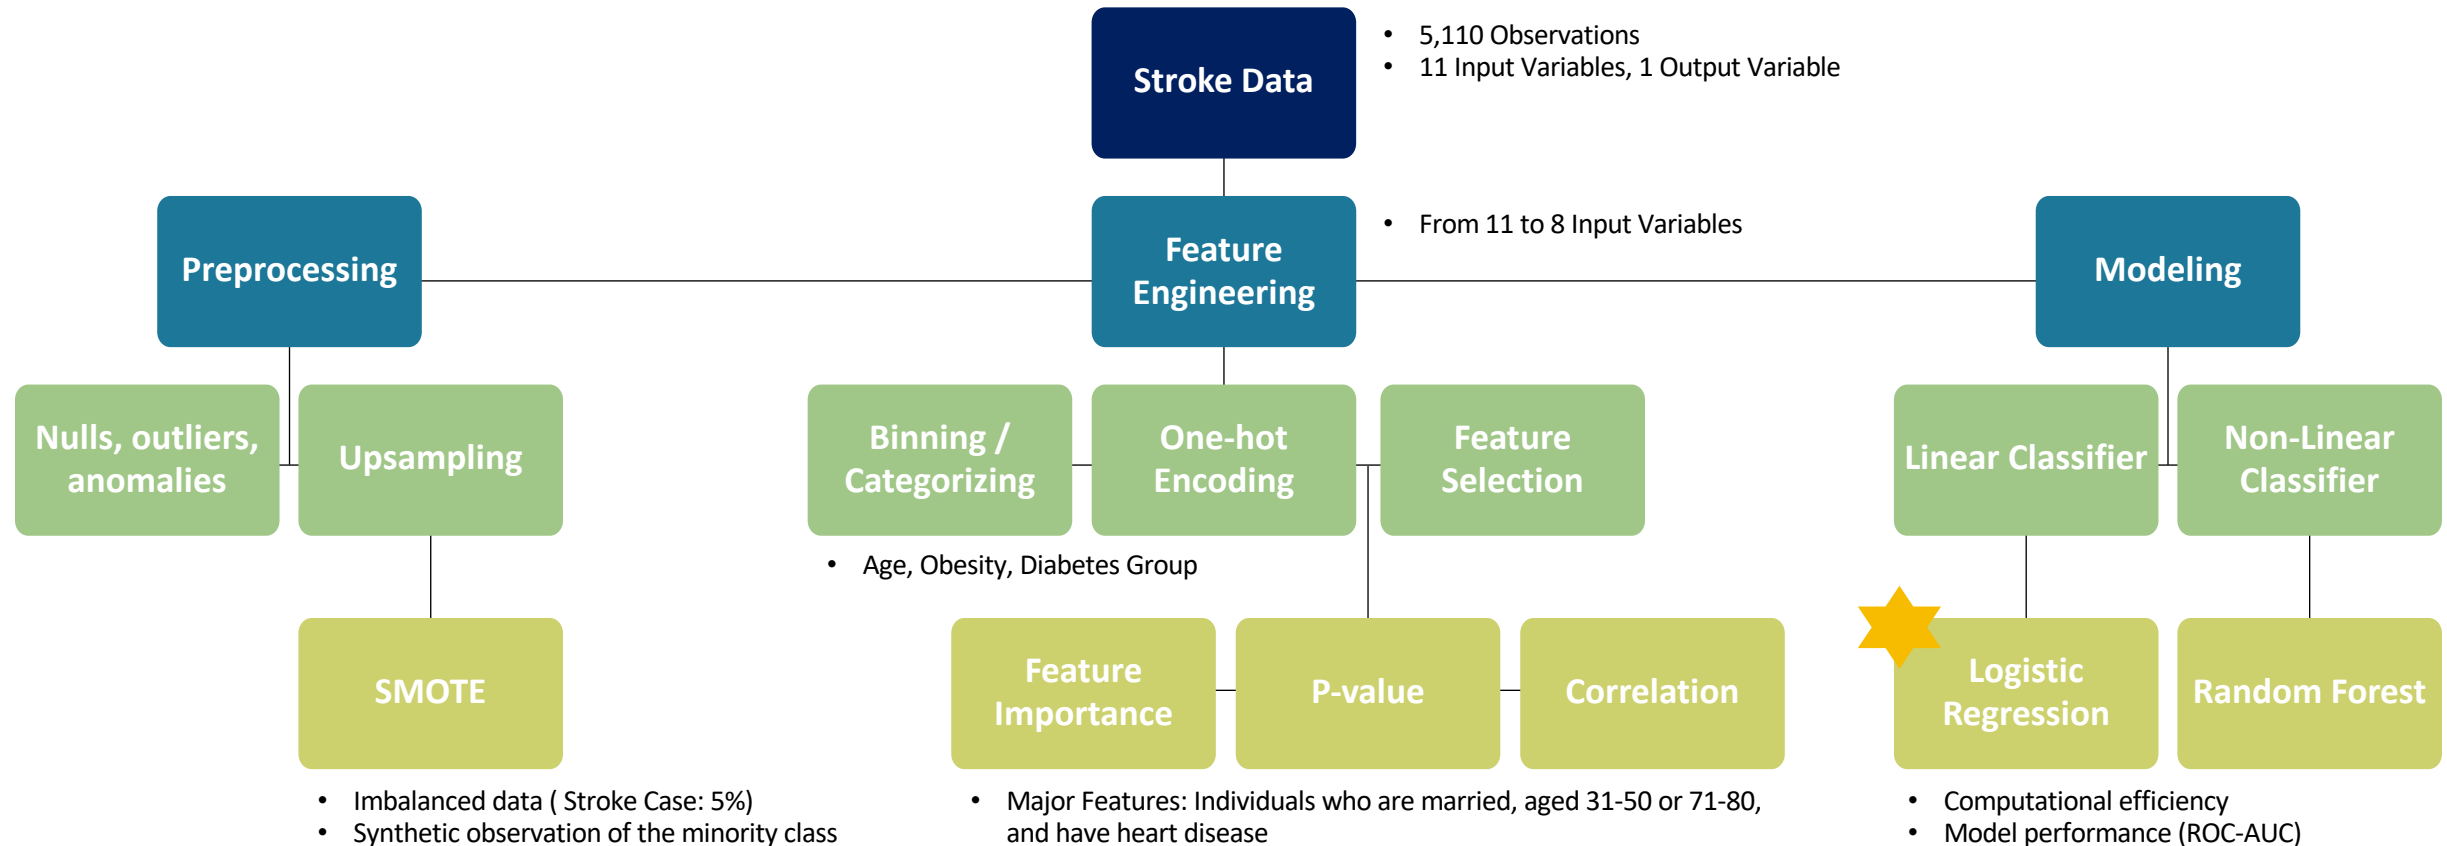 Stroke Data
• 5,110 Observations
• 11 Input Variables, 1 Output Variable
Preprocessing
Feature
Engineering
• From 11 to 8 Input Variables
Modeling
Nulls, outliers,
anomalies
Upsampling
Binning /
Categorizing
One-hot
Encoding
Feature
Selection
Linear Classifier
Non-Linear
Classifier
• Age, Obesity, Diabetes Group
SMOTE
Feature
Importance
P-value
Correlation
Logistic
Regression
Random Forest
• Imbalanced data ( Stroke Case: 5%)
• Synthetic observation of the minority class
• Major Features: Individuals who are married, aged 31-50 or 71-80,
and have heart disease
• Computational efficiency
• Model performance (ROC-AUC)